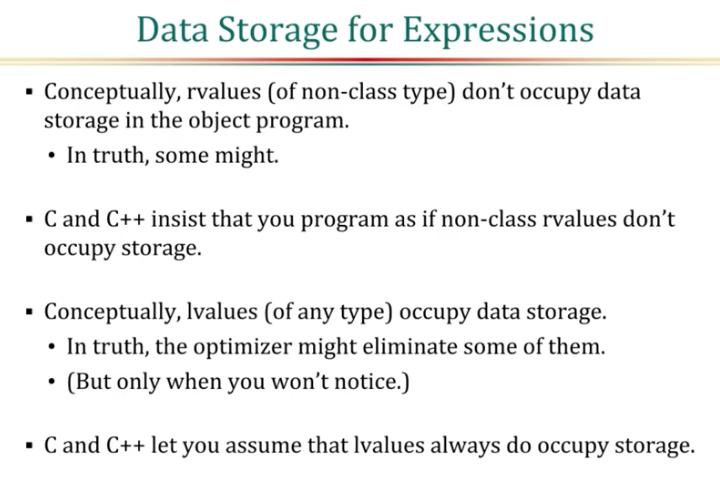 Data Storage for Expressions
▪ Conceptually, rvalues (of non-class type) don’t occupy data
storage in the object program.
• In truth, some might.
▪ C and C++ insist that you program as if non-class rvalues don’t
occupy storage.
▪ Conceptually, lvalues (of any type) occupy data storage.
• In truth, the optimizer might eliminate some of them.
• (But only when you won’t notice.)
▪ C and C++ let you assume that lvalues always do occupy storage.